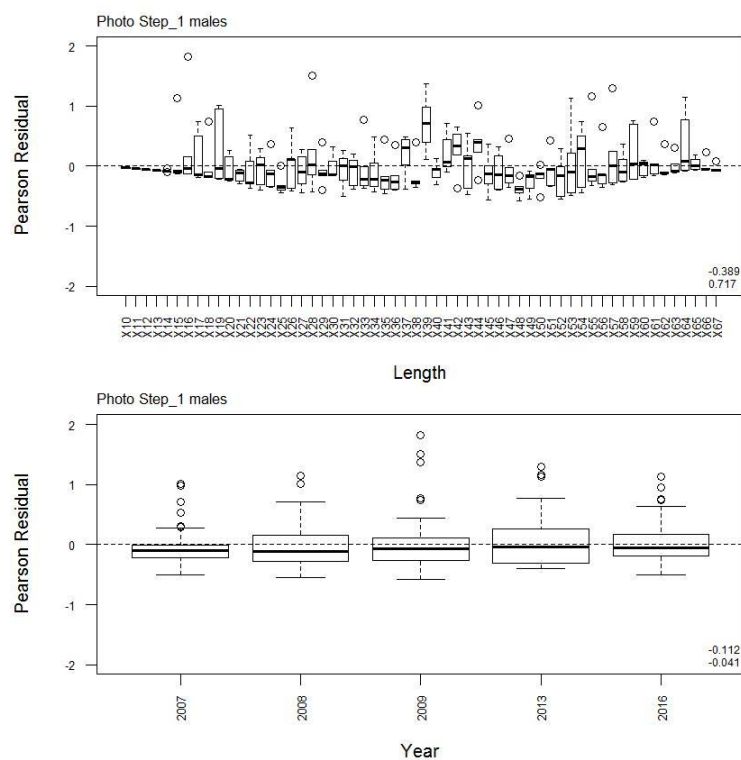 Photo Step_1 males
2
1
0
-1
-2
Pearson Residual
-0.389
0.717
X10 X11 X12 X13 X14 X15 X16 X17 X18 X19 X20 X21 X22 X23 X24 X25 X26 X27 X28 X29 X30 X31 X32 X33 X34 X35 X36 X37 X38 X39 X40 X41 X42 X43 X44 X45 X46 X47 X48 X49 X50 X51 X52 X53 X54 X55 X56 X57 X58 X59 X60 X61 X62 X63 X64 X65 X66 X67
Length
Photo Step_1 males
2
1
0
-1
-2
Pearson Residual
-0.112
-0.041
2007 2008 2009 2013 2016
Year